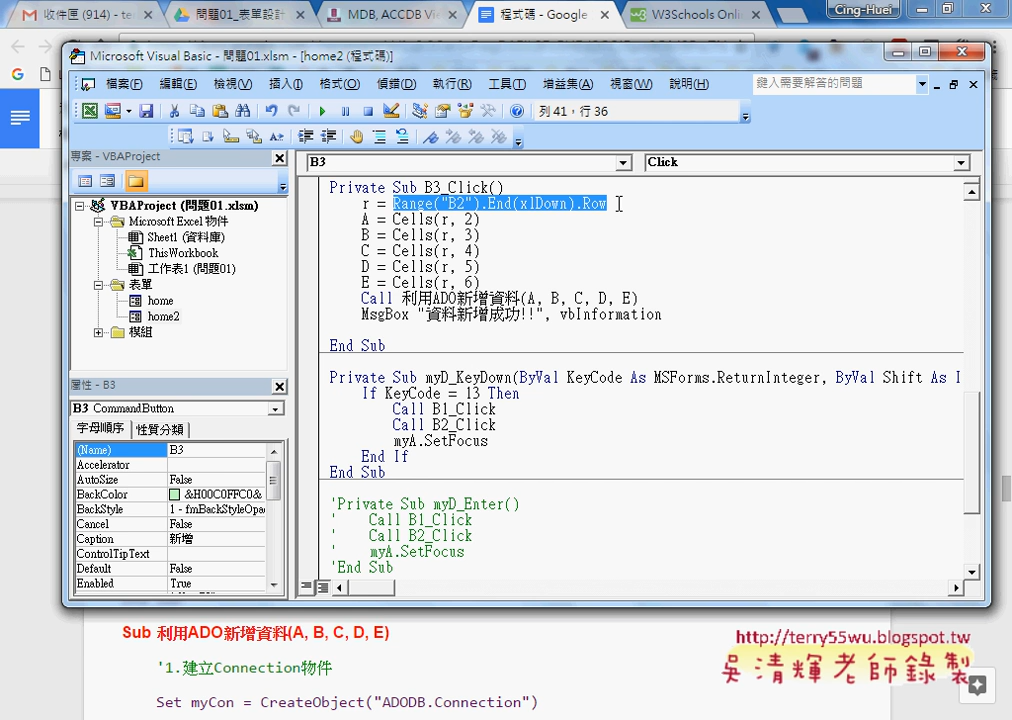 收件匣 (914) - ter
問題01_表單設計
MDB, ACCDB Vie
程式碼 - Google
W3Schools Onli
Cing-Huei
Microsoft Visual Basic - 問題01.xlsm - [home2 (程式碼)]
檔案(F) 編輯(E) 檢視(V) 插入(I) 格式(O) 偵錯(D) 執行(R) 工具(T) 增益集(A) 視窗(W) 說明(H)
鍵入需要解答的問題
列 41，行 36
專案 - VBAProject
B3
Click
VBAProject (問題01.xlsm)
Microsoft Excel 物件
Sheet1 (資料庫)
ThisWorkbook
工作表1 (問題01)
表單
home
home2
模組
屬性 - B3
B3 CommandButton
字母順序 性質分類
(Name) B3
Accelerator
AutoSize False
BackColor &H00C0FFC0&
BackStyle 1 - fmBackStyleOpa
Cancel False
Caption 新增
ControlTipText
Default False
Enabled True
Private Sub B3_Click()
r = Range("B2").End(xlDown).Row
A = Cells(r, 2)
B = Cells(r, 3)
C = Cells(r, 4)
D = Cells(r, 5)
E = Cells(r, 6)
Call 利用ADO新增資料(A, B, C, D, E)
MsgBox "資料新增成功!!", vbInformation
End Sub
Private Sub myD_KeyDown(ByVal KeyCode As MSForms.ReturnInteger, ByVal Shift As I
If KeyCode = 13 Then
Call B1_Click
Call B2_Click
myA.SetFocus
End If
End Sub
'Private Sub myD_Enter()
' Call B1_Click
' Call B2_Click
' myA.SetFocus
'End Sub
Sub 利用ADO新增資料(A, B, C, D, E)
'1.建立Connection物件
Set myCon = CreateObject("ADODB.Connection")
http://terry55wu.blogspot.tw
吳清輝老師錄製